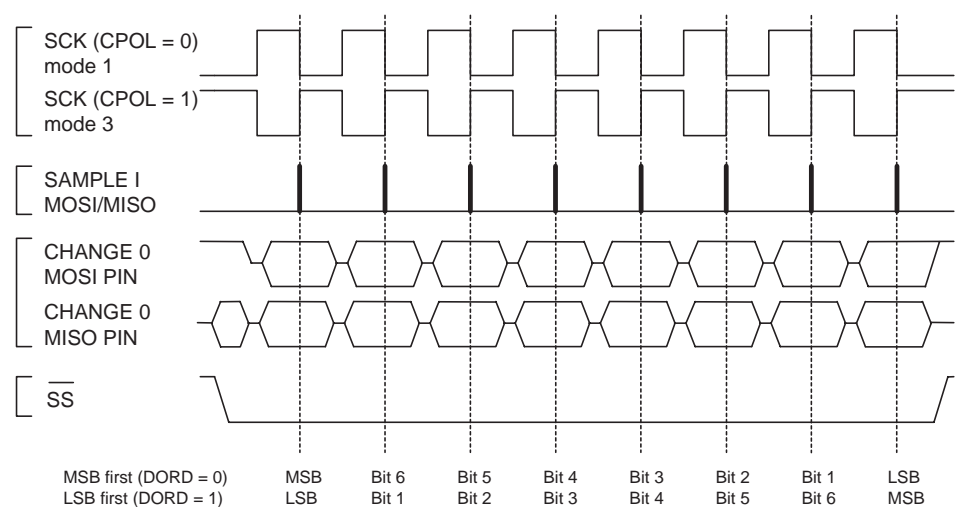 SCK (CPOL = 0)
mode 1
SCK (CPOL = 1)
mode 3
SAMPLE I
MOSI/MISO
CHANGE 0
MOSI PIN
CHANGE 0
MISO PIN
SS
MSB first (DORD = 0) MSB Bit 6 Bit 5 Bit 4 Bit 3 Bit 2 Bit 1 LSB
LSB first (DORD = 1) LSB Bit 1 Bit 2 Bit 3 Bit 4 Bit 5 Bit 6 MSB